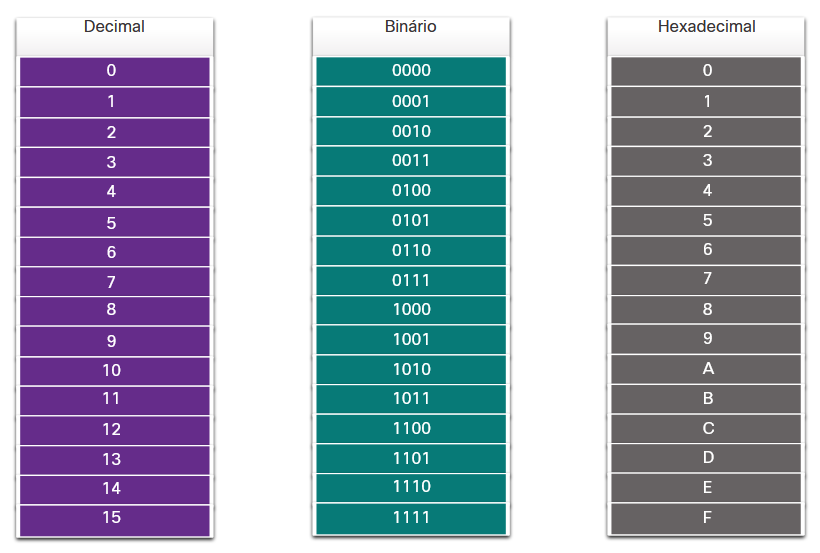 Decimal Binário Hexadecimal
0 0000 0
1 0001 1
2 0010 2
3 0011 3
4 0100 4
5 0101 5
6 0110 6
7 0111 7
8 1000 8
9 1001 9
10 1010 A
11 1011 B
12 1100 C
13 1101 D
14 1110 E
15 1111 F